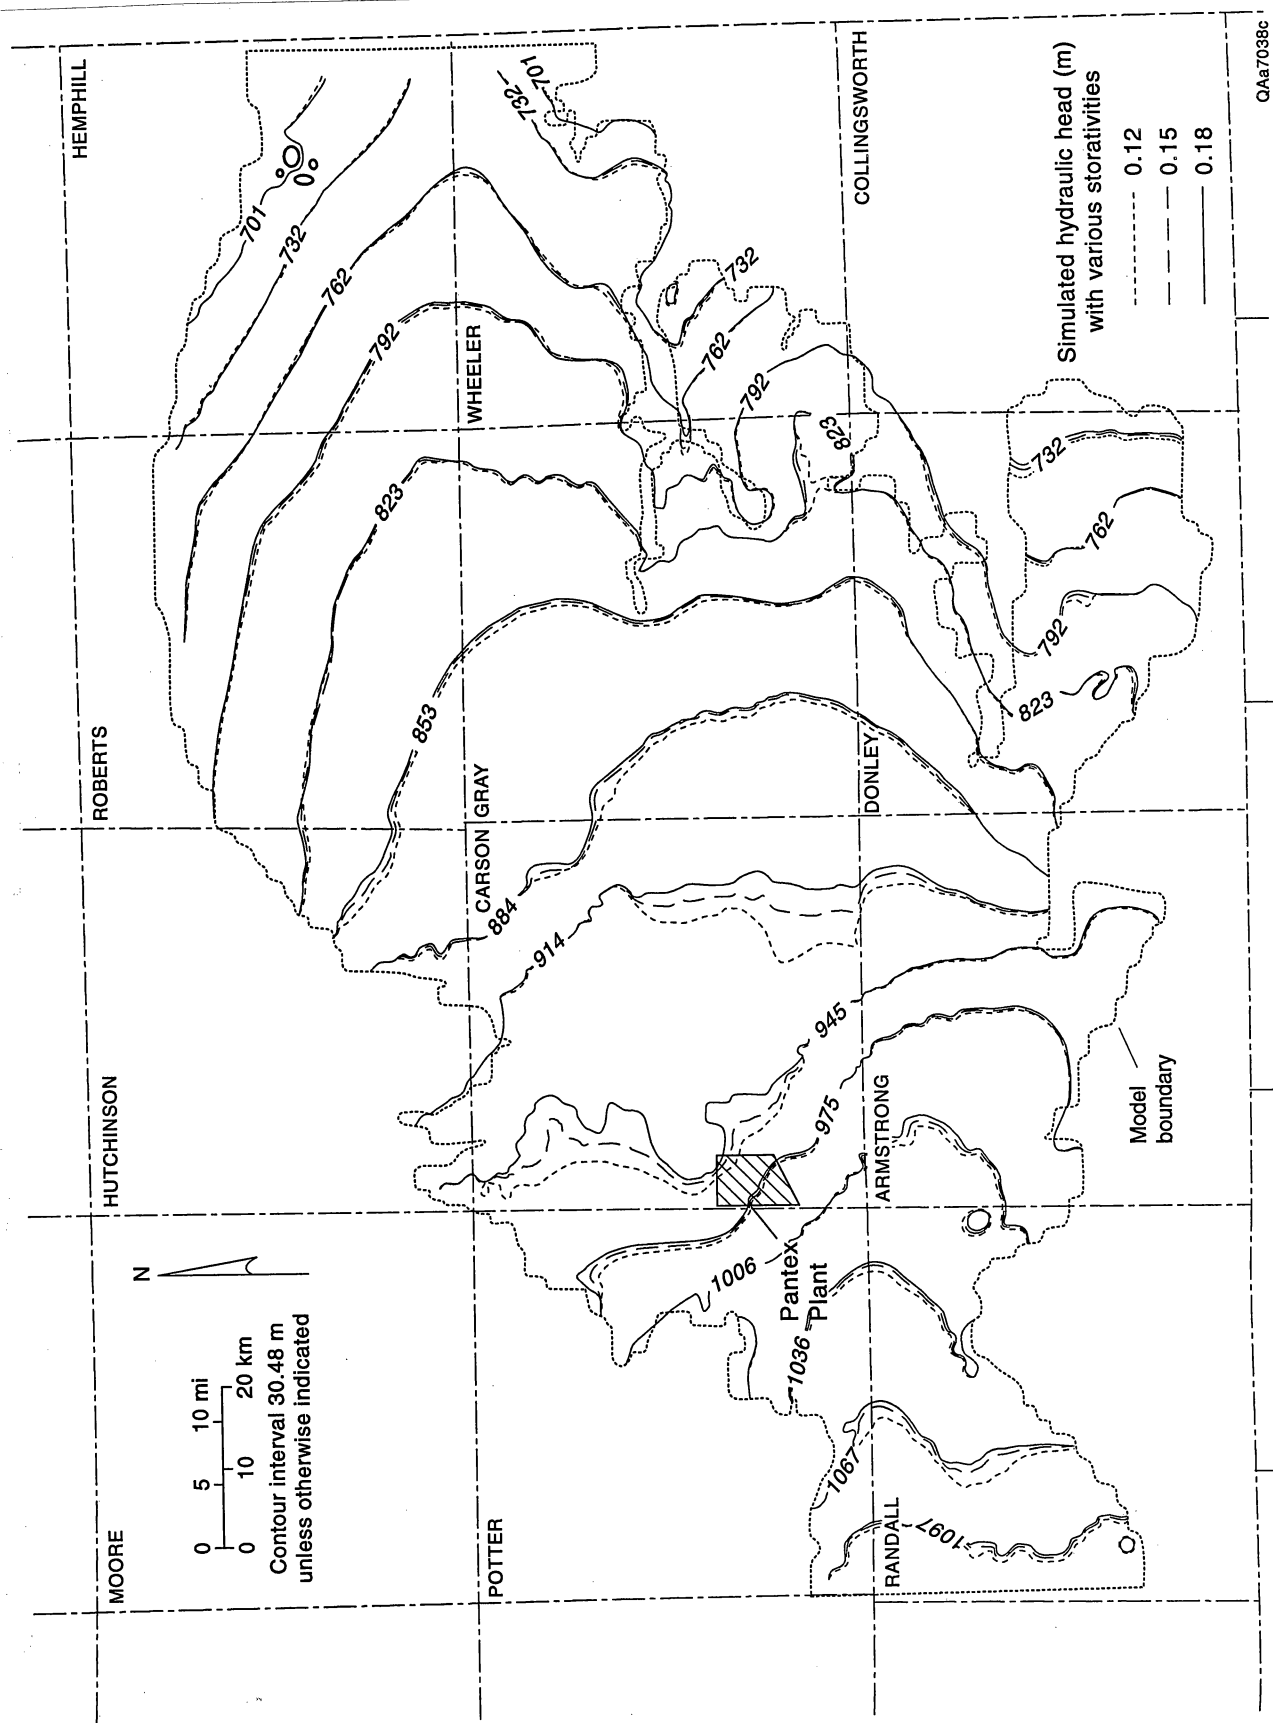 MOORE
HUTCHINSON
ROBERTS
HEMPHILL
N
0 5 10 mi
0 10 20 km
Contour interval 30.48 m
unless otherwise indicated
701
732
762
792
823
853
POTTER
CARSON
GRAY
WHEELER
884
914
732
701
945
975
1006
Pantex
Plant
1036
1067
732
762
792
823
RANDALL
ARMSTRONG
DONLEY
COLLINGSWORTH
1097
732
762
792
823
Model
boundary
Simulated hydraulic head (m)
with various storativities
0.12
0.15
0.18
QAa7038c